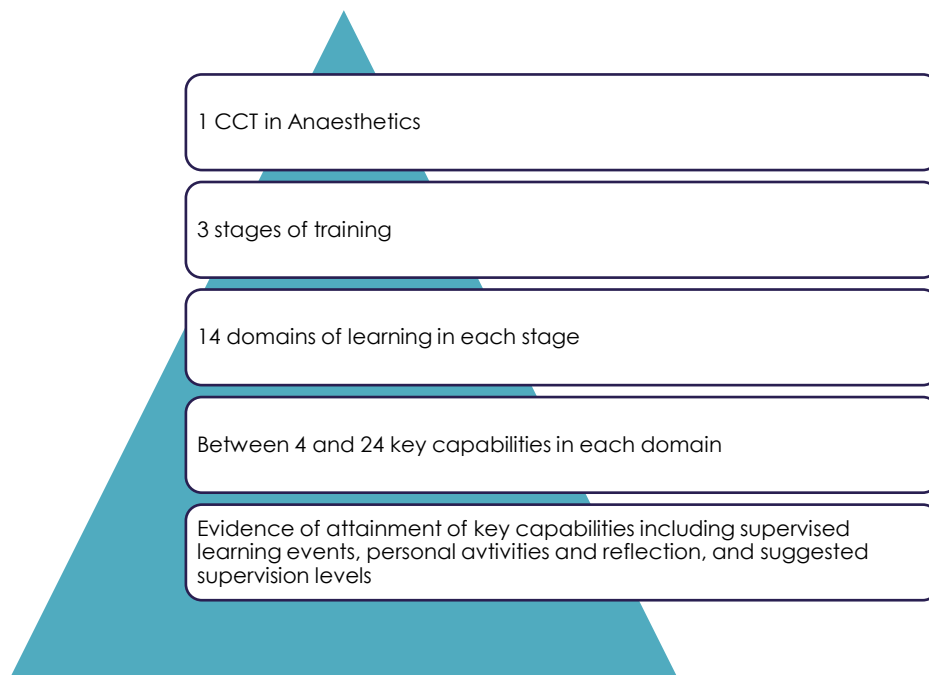 1 CCT in Anaesthetics
3 stages of training
14 domains of learning in each stage
Between 4 and 24 key capabilities in each domain
Evidence of attainment of key capabilities including supervised
learning events, personal avtivities and reflection, and suggested
supervision levels